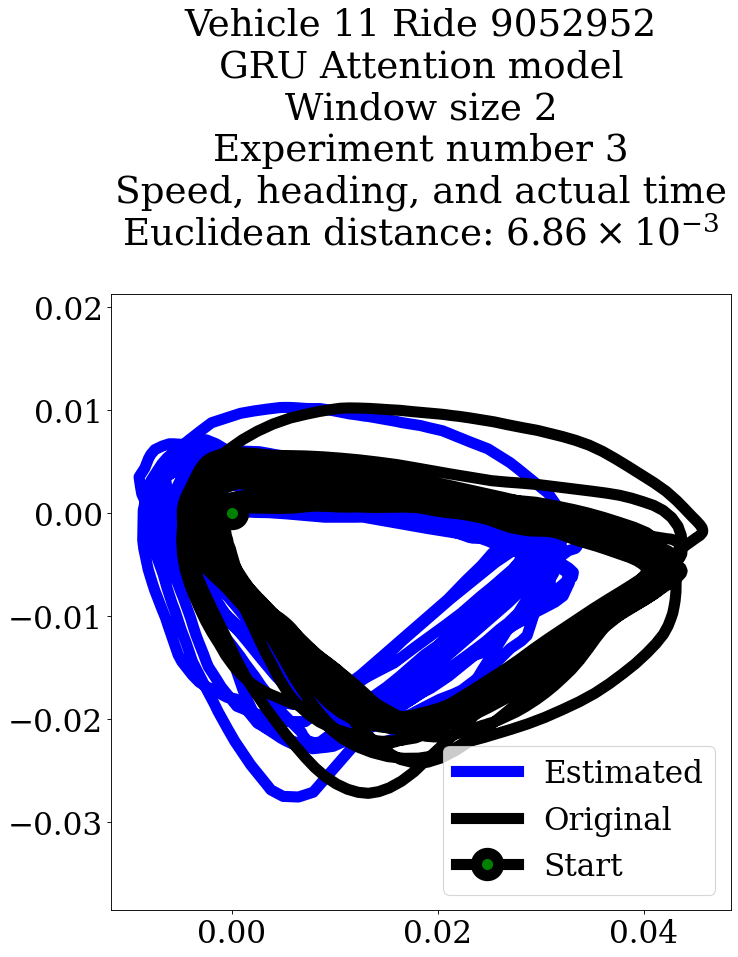 Vehicle 11 Ride 9052952
GRU Attention model
Window size 2
Experiment number 3
Speed, heading, and actual time
Euclidean distance: 6.86 × 10⁻³
0.02
0.01
0.00
−0.01
−0.02
−0.03
0.00 0.02 0.04
Estimated
Original
Start